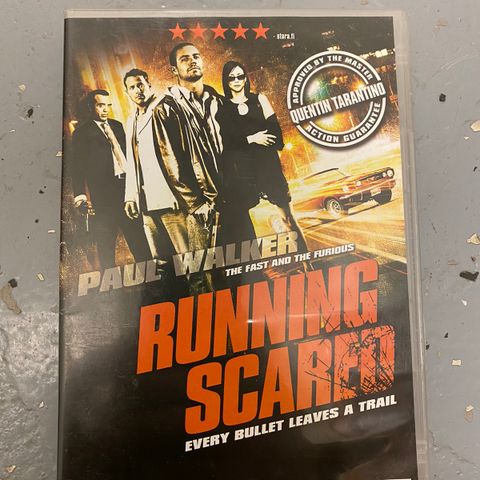 ★★★★★
- stara.fi
APPROVED BY THE MASTER
QUENTIN TARANTINO
ACTION GUARANTEE
PAUL WALKER
THE FAST AND THE FURIOUS
RUNNING
SCARED
EVERY BULLET LEAVES A TRAIL